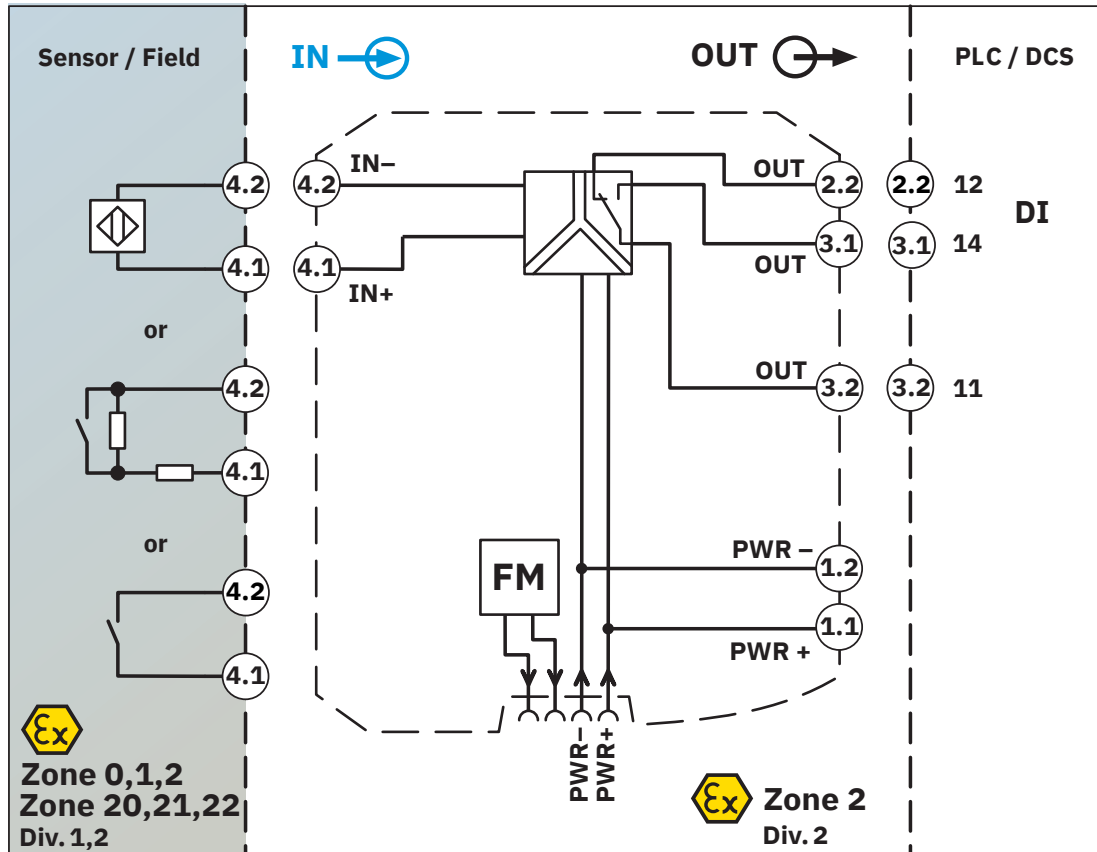 Sensor / Field
IN
OUT
PLC / DCS
4.2
4.2
IN−
OUT
2.2
2.2
12
DI
4.1
4.1
IN+
OUT
3.1
3.1
14
or
4.2
OUT
3.2
3.2
11
4.1
or
FM
PWR −
1.2
4.2
1.1
PWR +
4.1
PWR−
PWR+
Ex
Zone 0,1,2
Zone 20,21,22
Div. 1,2
Ex
Zone 2
Div. 2